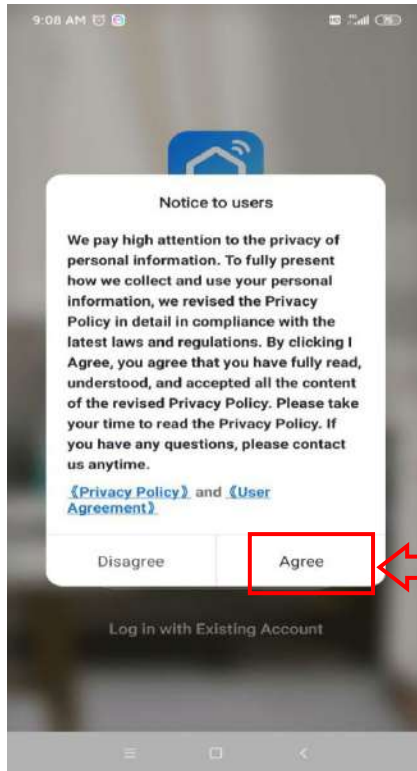 9:08 AM
Notice to users
We pay high attention to the privacy of
personal information. To fully present
how we collect and use your personal
information, we revised the Privacy
Policy in detail in compliance with the
latest laws and regulations. By clicking I
Agree, you agree that you have fully read,
understood, and accepted all the content
of the revised Privacy Policy. Please take
your time to read the Privacy Policy. If
you have any questions, please contact
us anytime.
《Privacy Policy》 and 《User
Agreement》
Disagree Agree
Log in with Existing Account